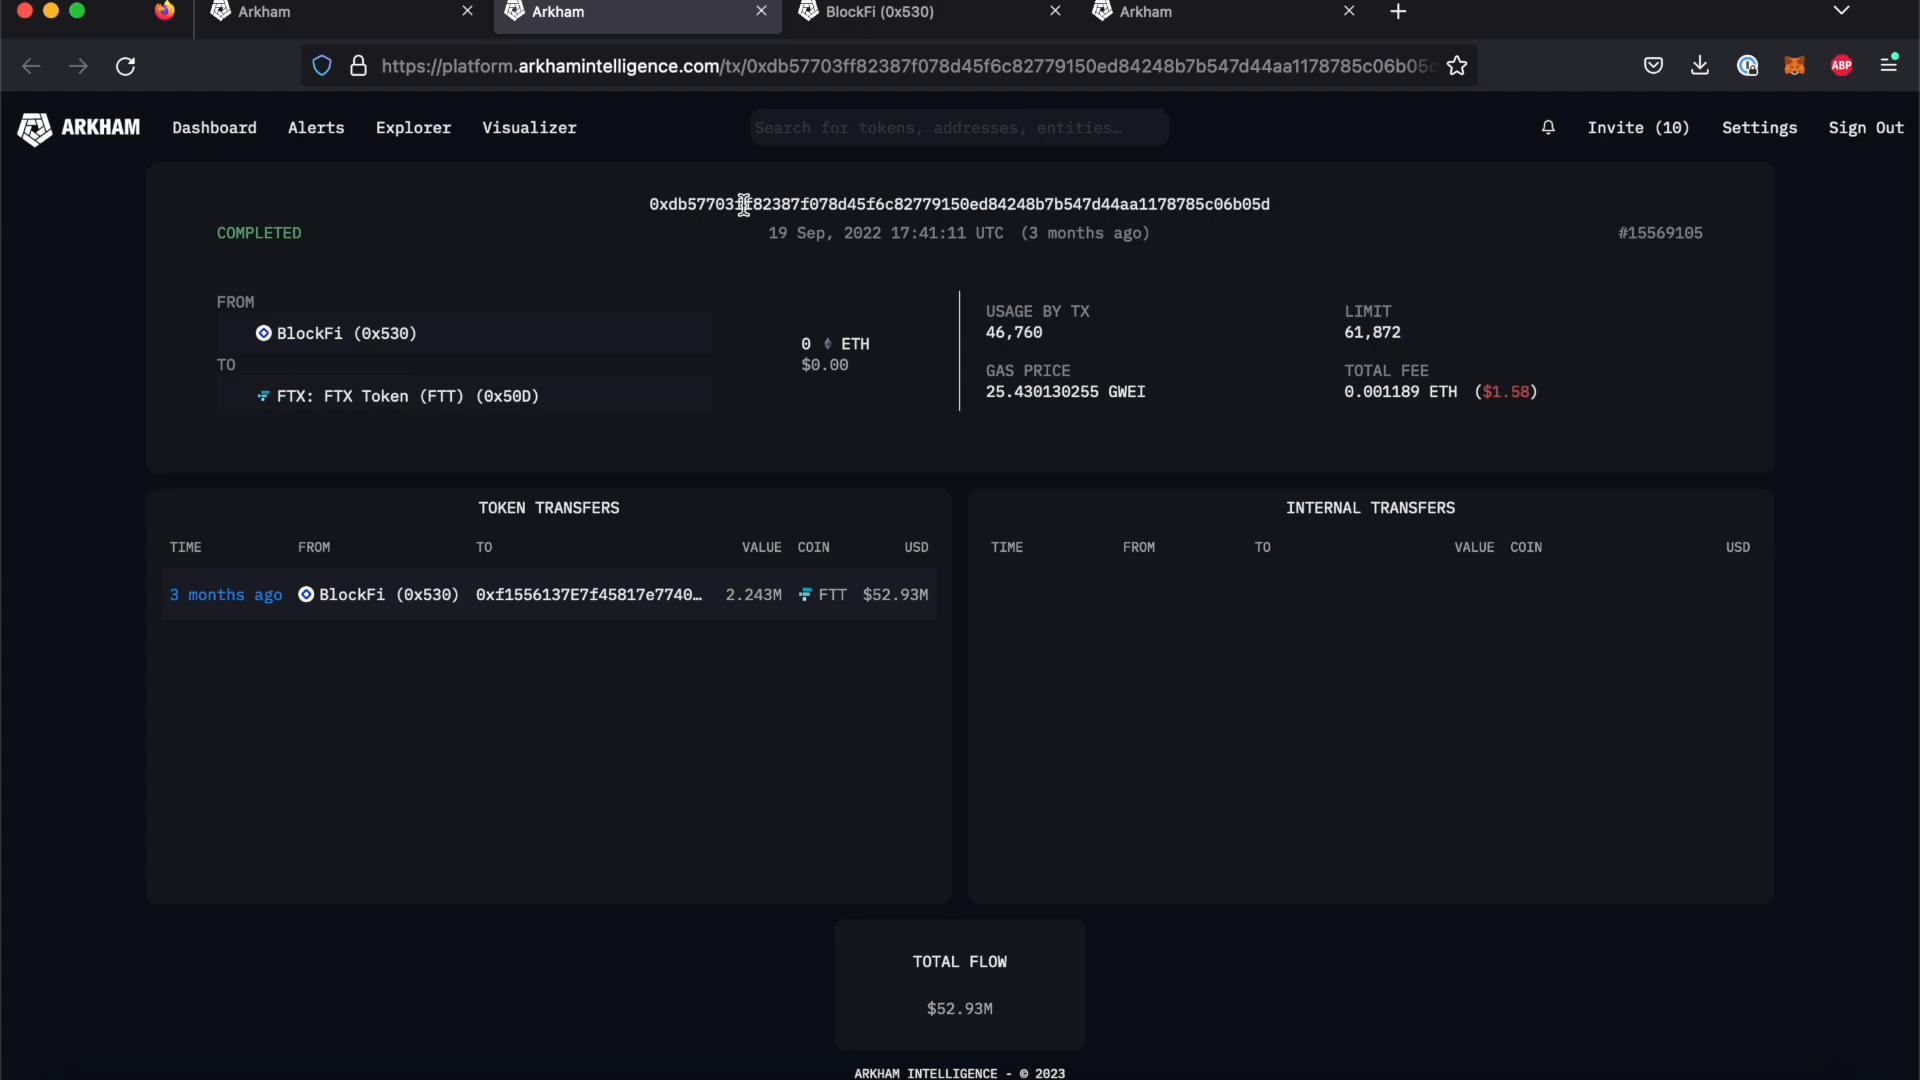 Arkham
Arkham
BlockFi (0x530)
Arkham
https://platform.arkhamintelligence.com/tx/0xdb57703ff82387f078d45f6c82779150ed84248b7b547d44aa1178785c06b05d
ABP
ARKHAM
Dashboard
Alerts
Explorer
Visualizer
Search for tokens, addresses, entities…
Invite (10)
Settings
Sign Out
0xdb57703ff82387f078d45f6c82779150ed84248b7b547d44aa1178785c06b05d
COMPLETED
19 Sep, 2022 17:41:11 UTC (3 months ago)
#15569105
FROM
BlockFi (0x530)
TO
FTX: FTX Token (FTT) (0x50D)
0 ETH
$0.00
USAGE BY TX
46,760
LIMIT
61,872
GAS PRICE
25.430130255 GWEI
TOTAL FEE
0.001189 ETH ($1.58)
TOKEN TRANSFERS
TIME FROM TO VALUE COIN USD
3 months ago BlockFi (0x530) 0xf1556137E7f45817e7740… 2.243M FTT $52.93M
INTERNAL TRANSFERS
TIME FROM TO VALUE COIN USD
TOTAL FLOW
$52.93M
ARKHAM INTELLIGENCE - © 2023